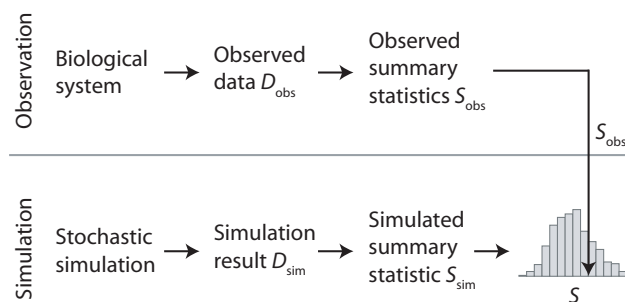 Observation
Biological
system
Observed
data D_obs
Observed
summary
statistics S_obs
S_obs
Simulation
Stochastic
simulation
Simulation
result D_sim
Simulated
summary
statistic S_sim
S